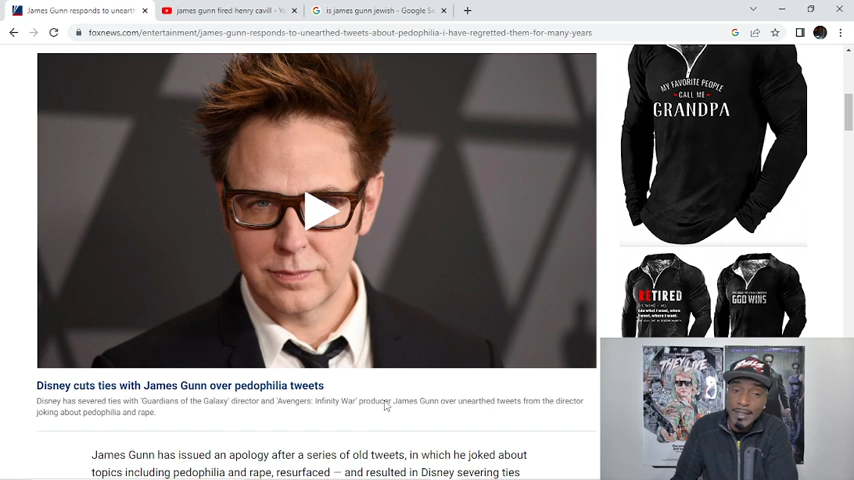 James Gunn responds to unearth
james gunn fired henry cavill - Yo
is james gunn jewish - Google Se
foxnews.com/entertainment/james-gunn-responds-to-unearthed-tweets-about-pedophilia-i-have-regretted-them-for-many-years
MY FAVORITE PEOPLE
CALL ME
GRANDPA
RETIRED
GOD WINS
THEY LIVE
Disney cuts ties with James Gunn over pedophilia tweets
Disney has severed ties with 'Guardians of the Galaxy' director and 'Avengers: Infinity War' producer James Gunn over unearthed tweets from the director
joking about pedophilia and rape.
James Gunn has issued an apology after a series of old tweets, in which he joked about
topics including pedophilia and rape, resurfaced — and resulted in Disney severing ties